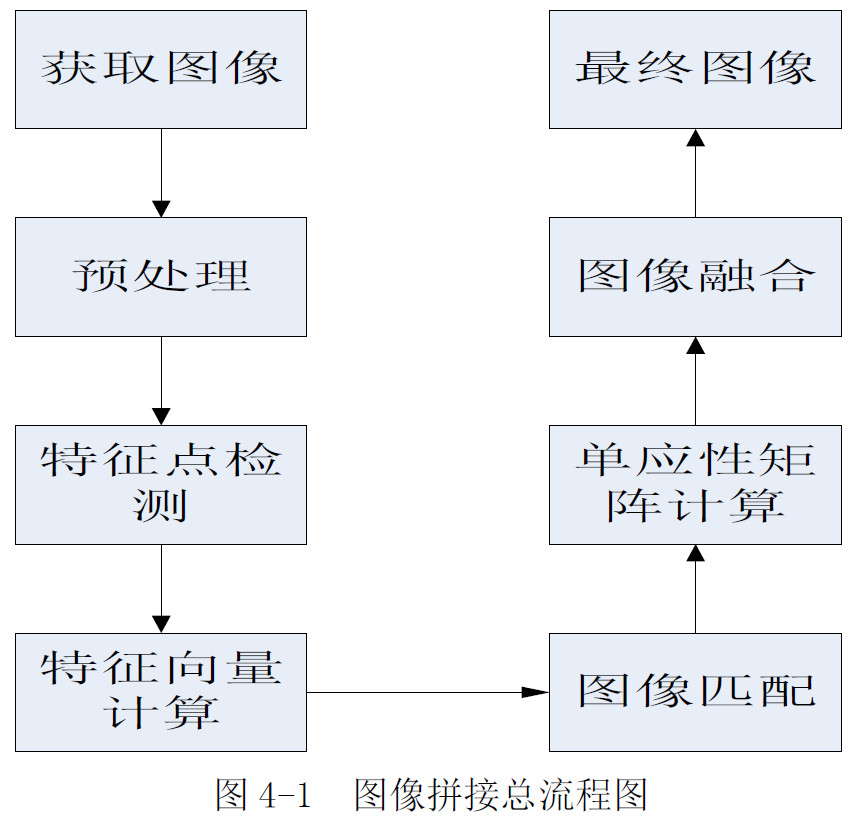 获取图像
预处理
特征点检
测
特征向量
计算
图像匹配
单应性矩
阵计算
图像融合
最终图像
图 4-1 图像拼接总流程图